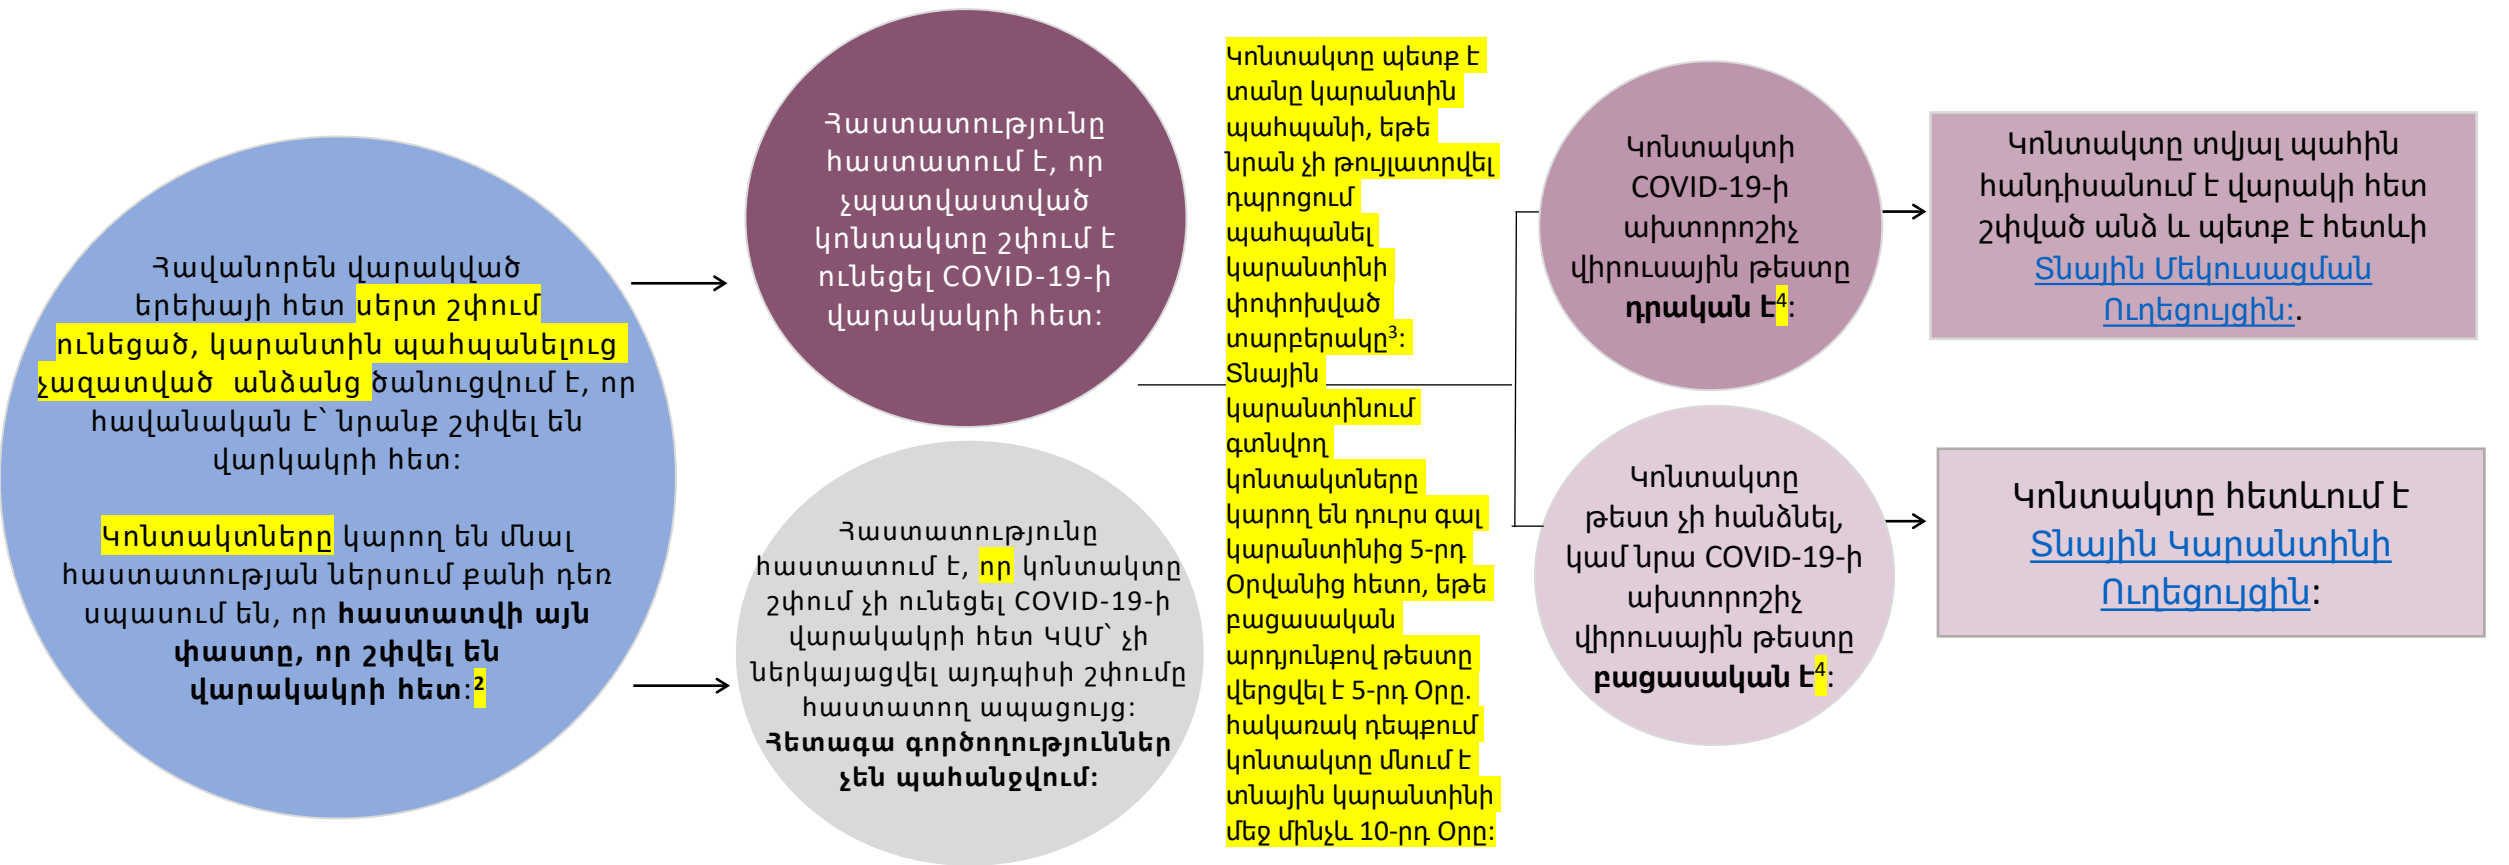 Հավանորեն վարակված
երեխայի հետ սերտ շփում
ունեցած, կարանտին պահպանելուց
չազատված անձանց ծանուցվում է, որ
հավանական է՝ նրանք շփվել են
վարկակրի հետ:
Կոնտակտները կարող են մնալ
հաստատության ներսում քանի դեռ
սպասում են, որ հաստատվի այն
փաստը, որ շփվել են
վարակակրի հետ:²
Հաստատությունը
հաստատում է, որ
չպատվաստված
կոնտակտը շփում է
ունեցել COVID-19-ի
վարակակրի հետ:
Հաստատությունը
հաստատում է, որ կոնտակտը
շփում չի ունեցել COVID-19-ի
վարակակրի հետ ԿԱՄ՝ չի
ներկայացվել այդպիսի շփումը
հաստատող ապացույց:
Հետագա գործողություններ
չեն պահանջվում:
Կոնտակտը պետք է
տանը կարանտին
պահպանի, եթե
նրան չի թույլատրվել
դպրոցում
պահպանել
կարանտինի
փոփոխված
տարբերակը³:
Տնային
կարանտինում
գտնվող
կոնտակտները
կարող են դուրս գալ
կարանտինից 5-րդ
Օրվանից հետո, եթե
բացասական
արդյունքով թեստը
վերցվել է 5-րդ Օրը.
հակառակ դեպքում
կոնտակտը մնում է
տնային կարանտինի
մեջ մինչև 10-րդ Օրը:
Կոնտակտի
COVID-19-ի
ախտորոշիչ
վիրուսային թեստը
դրական է⁴:
Կոնտակտը տվյալ պահին
հանդիսանում է վարակի հետ
շփված անձ և պետք է հետևի
Տնային Մեկուսացման
Ուղեցույցին:.
Կոնտակտը
թեստ չի հանձնել,
կամ նրա COVID-19-ի
ախտորոշիչ
վիրուսային թեստը
բացասական է⁴:
Կոնտակտը հետևում է
Տնային Կարանտինի
Ուղեցույցին: